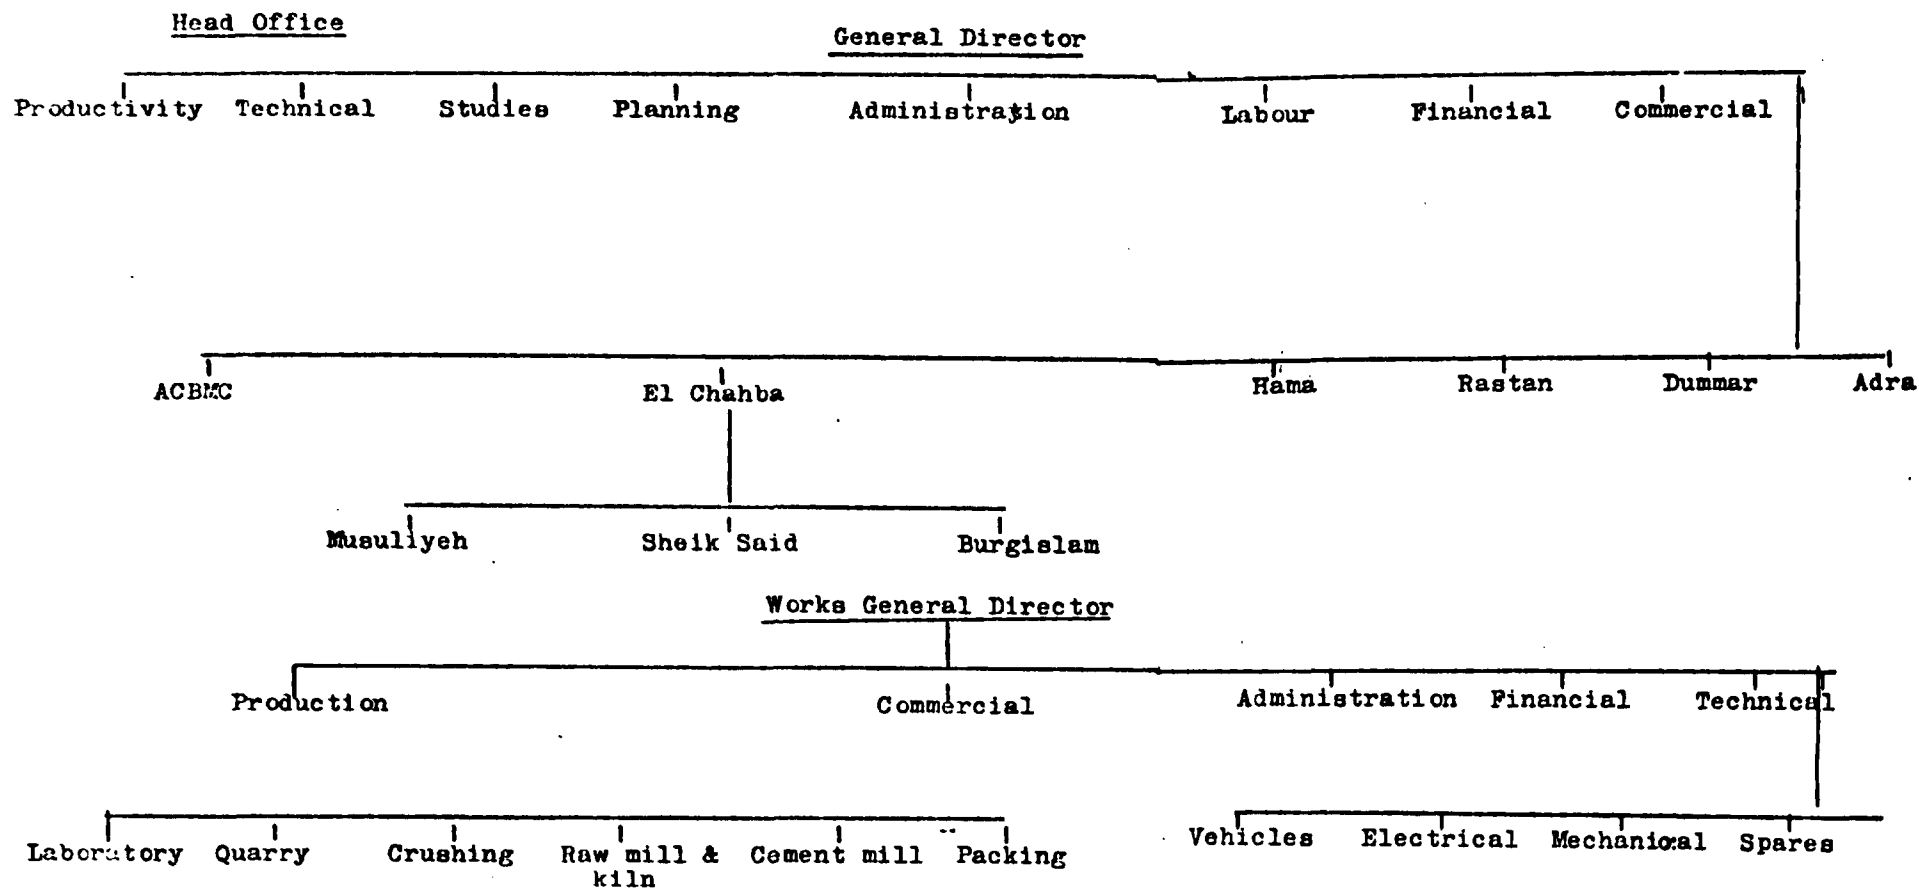 Head Office
General Director
Productivity Technical Studies Planning Administration Labour Financial Commercial
ACBMC El Chahba Hama Rastan Dummar Adra
Musuliyeh Sheik Said Burgislam
Works General Director
Production Commercial Administration Financial Technical
Laboratory Quarry Crushing Raw mill & Cement mill Packing Vehicles Electrical Mechanical Spares
kiln